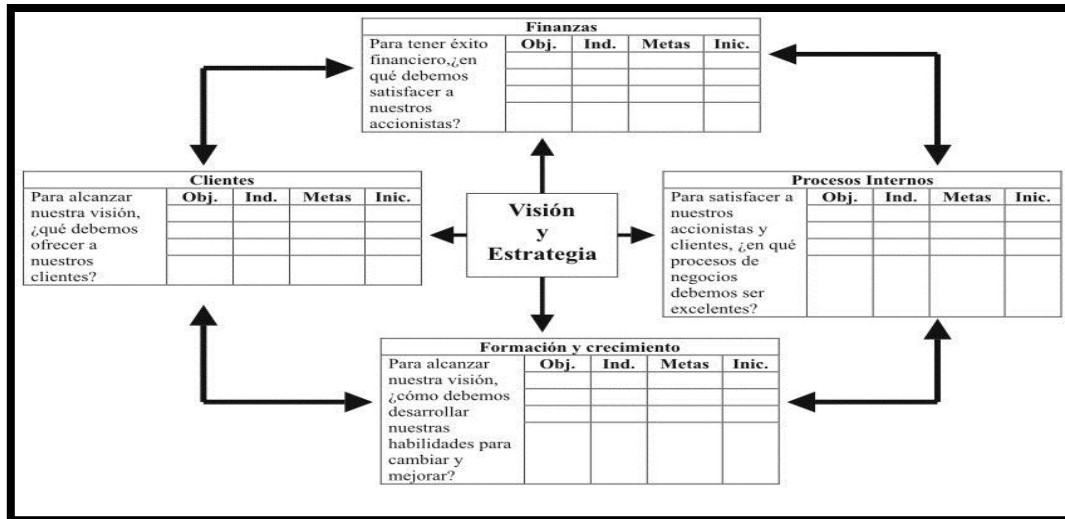 Finanzas
Para tener éxito
financiero,¿en
qué debemos
satisfacer a
nuestros
accionistas?
Obj. Ind. Metas Inic.
Clientes
Para alcanzar
nuestra visión,
¿qué debemos
ofrecer a
nuestros
clientes?
Obj. Ind. Metas Inic.
Visión
y
Estrategia
Procesos Internos
Para satisfacer a
nuestros
accionistas y
clientes, ¿en qué
procesos de
negocios
debemos ser
excelentes?
Obj. Ind. Metas Inic.
Formación y crecimiento
Para alcanzar
nuestra visión,
¿cómo debemos
desarrollar
nuestras
habilidades para
cambiar y
mejorar?
Obj. Ind. Metas Inic.